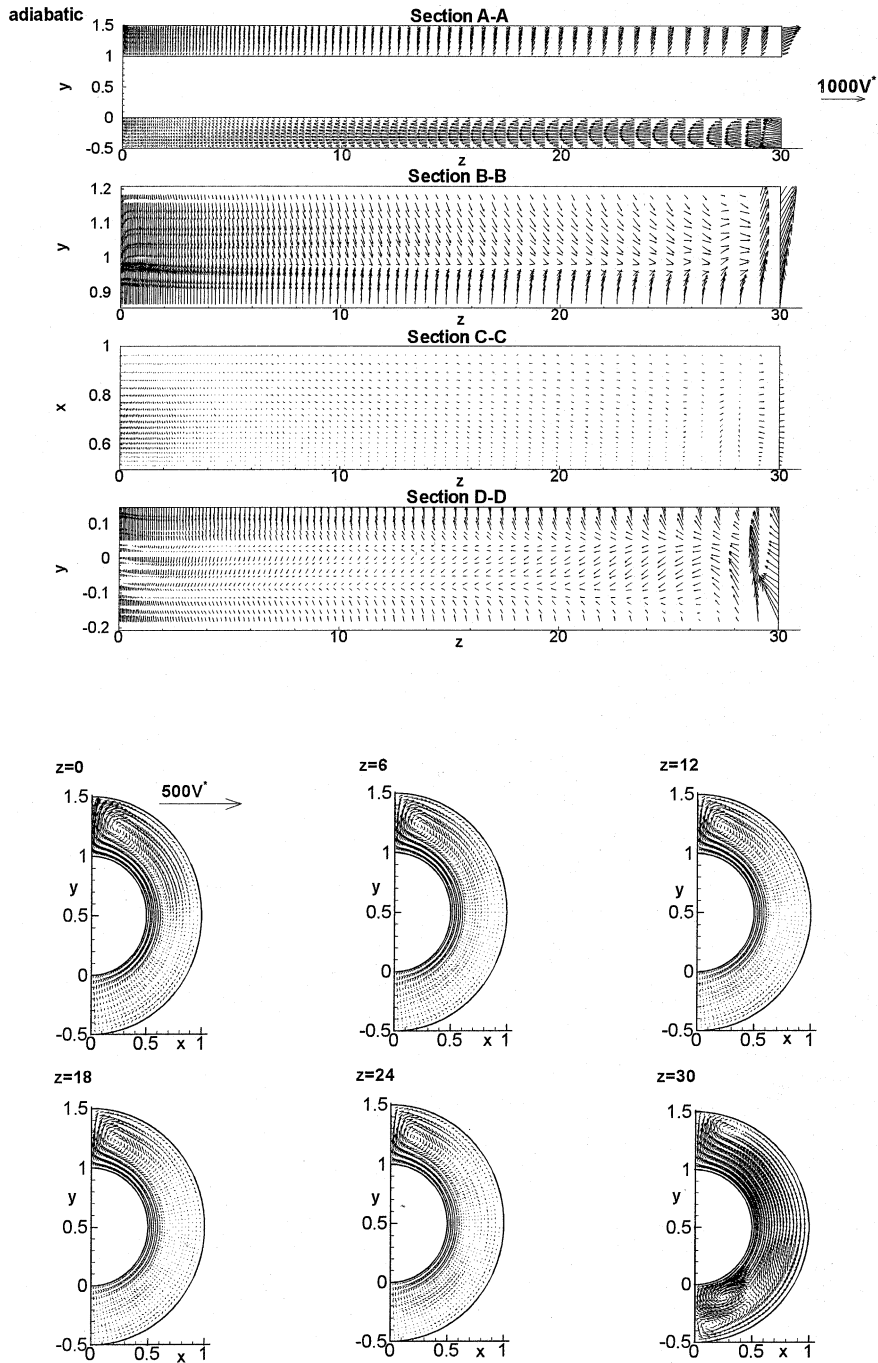 adiabatic
Section A-A
1.5
1
0.5
0
-0.5
y
0
10
20
30
z
1000V*
Section B-B
1.2
1.1
1
0.9
y
0
10
20
30
z
Section C-C
1
0.8
0.6
x
0
10
20
30
z
Section D-D
0.1
0
-0.1
-0.2
y
0
10
20
30
z
z=0
500V*
1.5
1
y
0.5
0
-0.5
0 0.5 x 1
z=6
1.5
1
y
0.5
0
-0.5
0 0.5 x 1
z=12
1.5
1
y
0.5
0
-0.5
0 0.5 x 1
z=18
1.5
1
y
0.5
0
-0.5
0 0.5 x 1
z=24
1.5
1
y
0.5
0
-0.5
0 0.5 x 1
z=30
1.5
1
y
0.5
0
-0.5
0 0.5 x 1